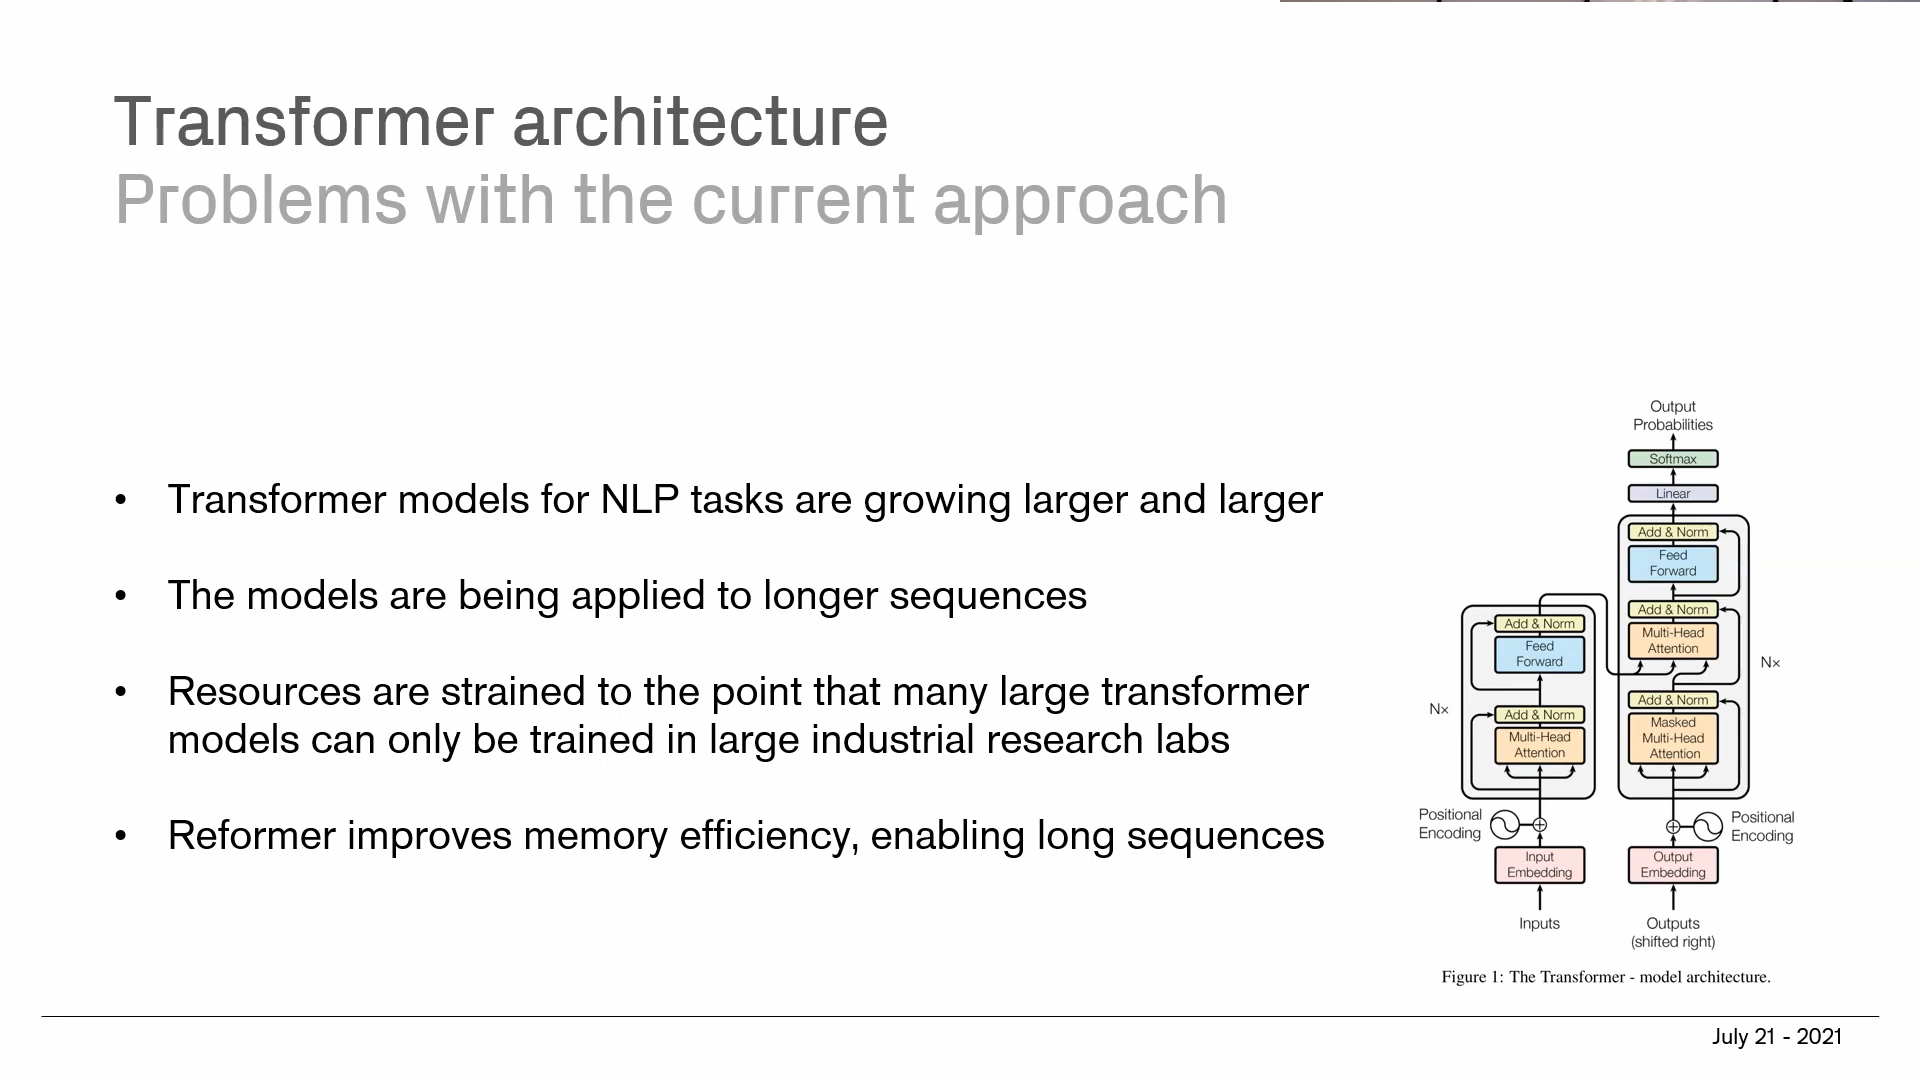 Transformer architecture
Problems with the current approach
• Transformer models for NLP tasks are growing larger and larger
• The models are being applied to longer sequences
• Resources are strained to the point that many large transformer
models can only be trained in large industrial research labs
• Reformer improves memory efficiency, enabling long sequences
Output
Probabilities
Softmax
Linear
Add & Norm
Feed
Forward
Add & Norm
Multi-Head
Attention
Add & Norm
Masked
Multi-Head
Attention
N×
Add & Norm
Feed
Forward
Add & Norm
Multi-Head
Attention
N×
Positional
Encoding
Positional
Encoding
Input
Embedding
Output
Embedding
Inputs
Outputs
(shifted right)
Figure 1: The Transformer - model architecture.
July 21 - 2021